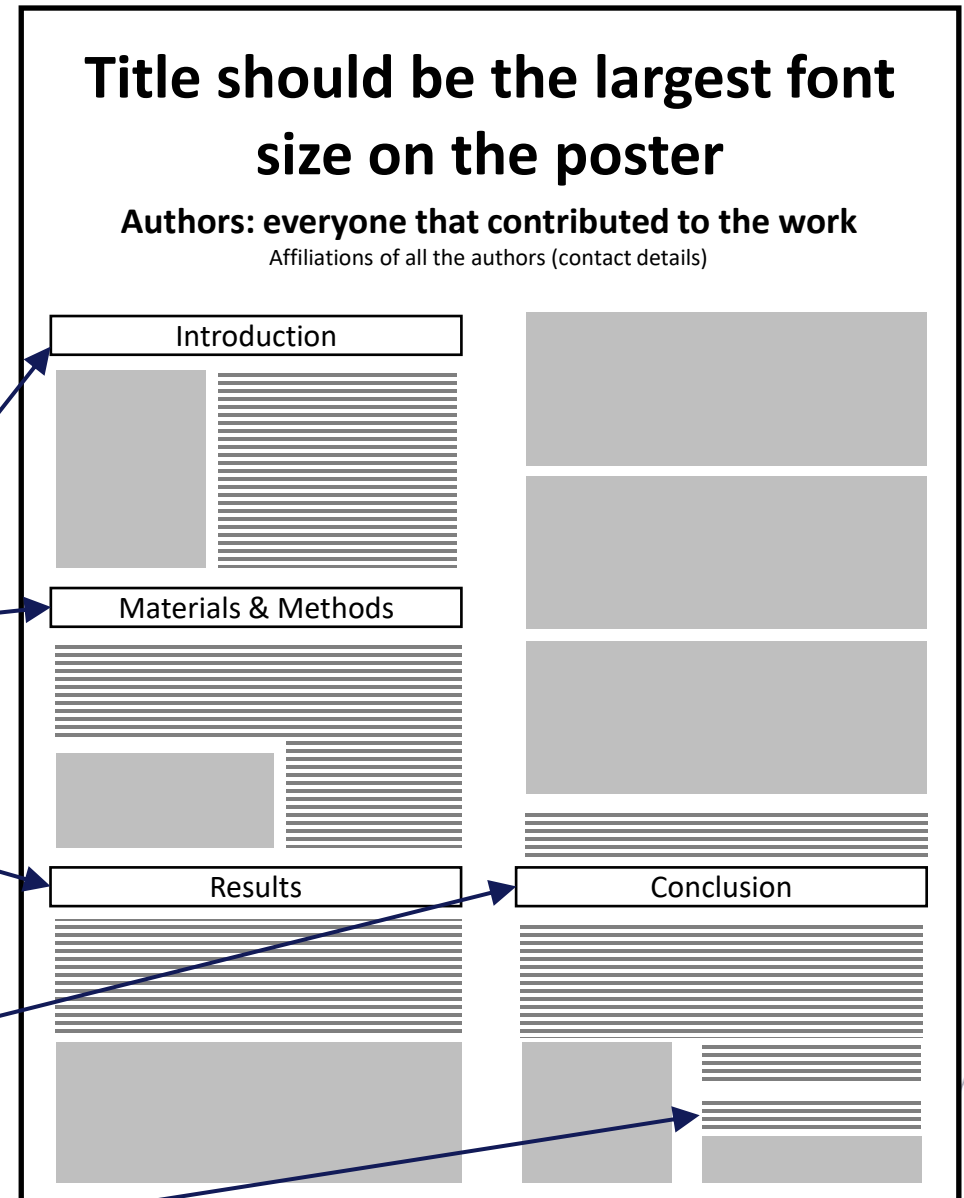 Title should be the largest font
size on the poster
Authors: everyone that contributed to the work
Affiliations of all the authors (contact details)
Introduction
Materials & Methods
Results
Conclusion